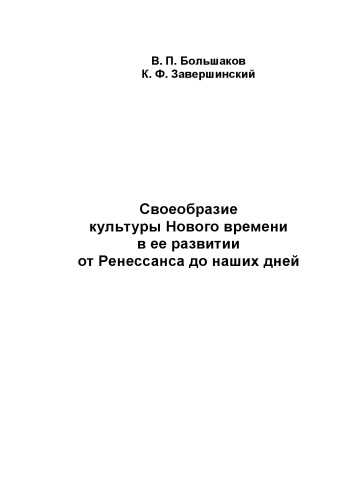 В. П. Большаков
К. Ф. Завершинский
Своеобразие
культуры Нового времени
в ее развитии
от Ренессанса до наших дней